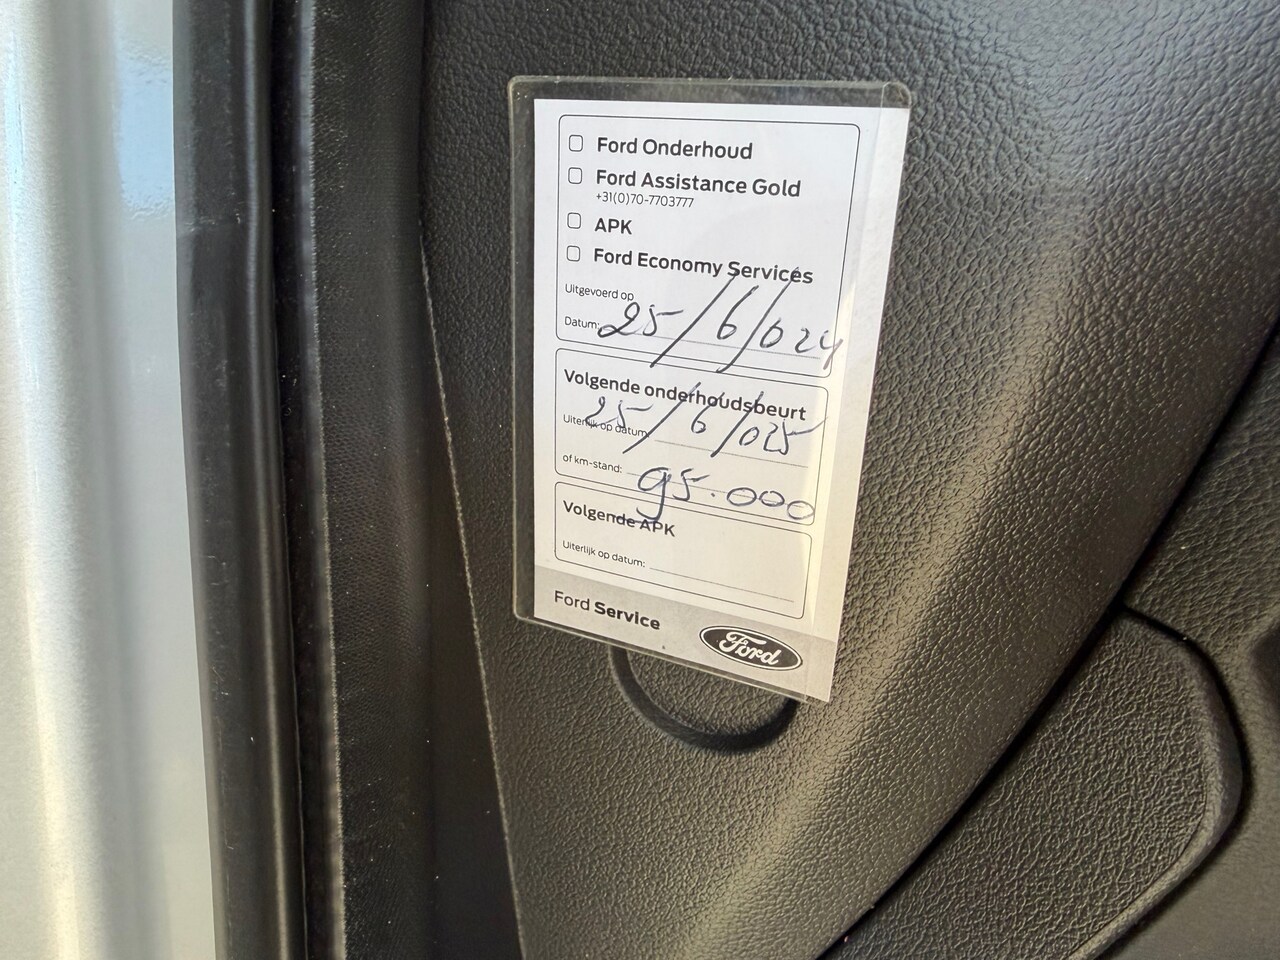 Ford Onderhoud
Ford Assistance Gold
+31(0)70-7703777
APK
Ford Economy Services
Uitgevoerd op
Datum: 25/6/024
Volgende onderhoudsbeurt
Uiterlijk op datum: 25/6/025
of km-stand: 95.000
Volgende APK
Uiterlijk op datum:
Ford Service
Ford